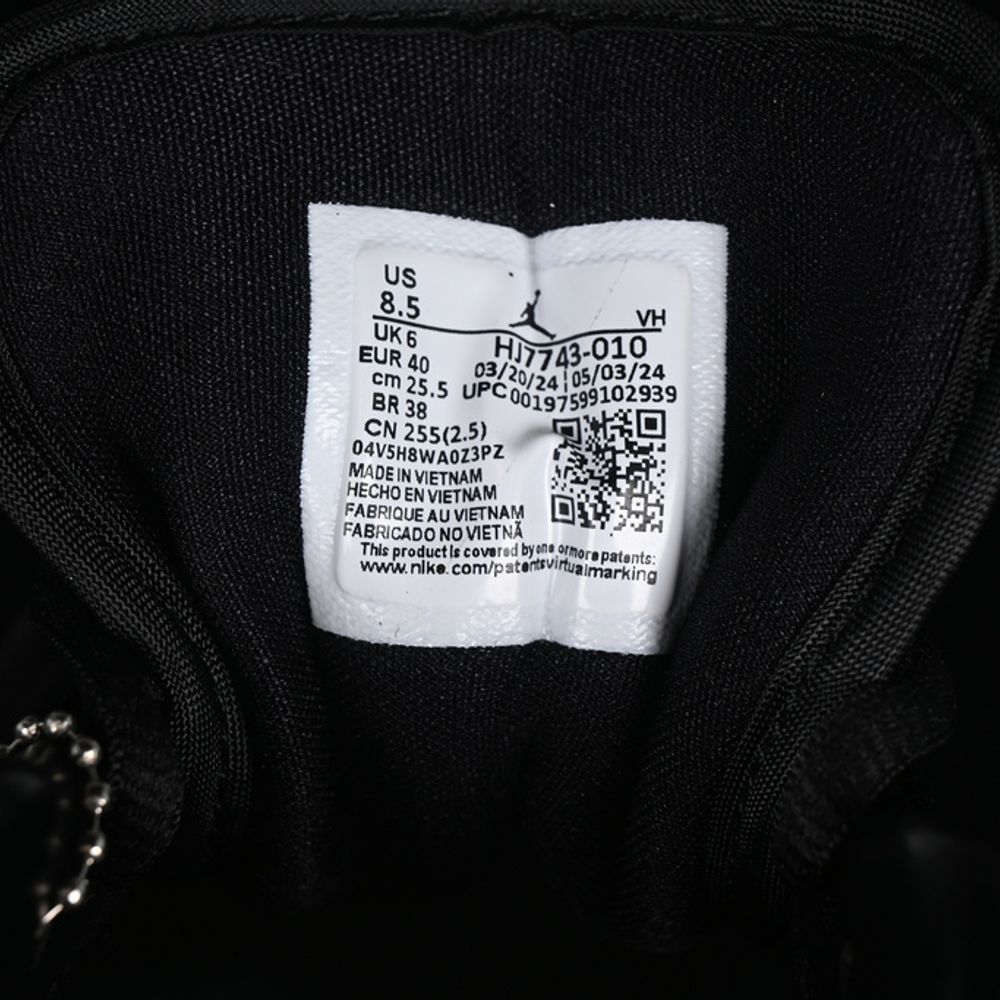 US
8.5
VH
UK 6
HJ7743-010
EUR 40
03/20/24 | 05/03/24
cm 25.5
UPC 00197599102939
BR 38
CN 255(2.5)
04V5H8WA0Z3PZ
MADE IN VIETNAM
HECHO EN VIETNAM
FABRIQUE AU VIETNAM
FABRICADO NO VIETNÃ
This product is covered by one or more patents:
www.nike.com/patentsvirtualmarking